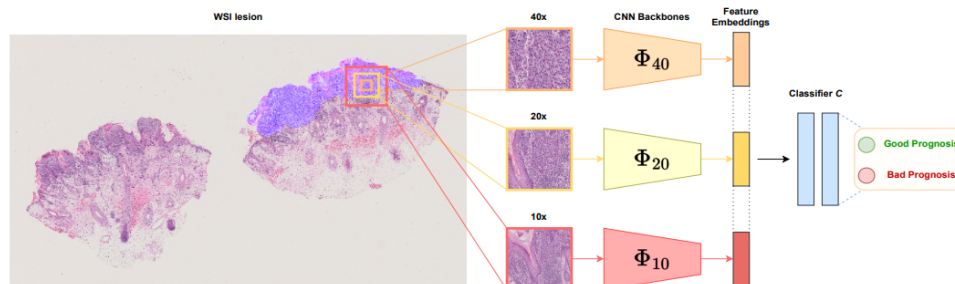 WSI lesion
40x
CNN Backbones
Feature
Embeddings
Φ40
20x
Φ20
Classifier C
Good Prognosis
Bad Prognosis
10x
Φ10